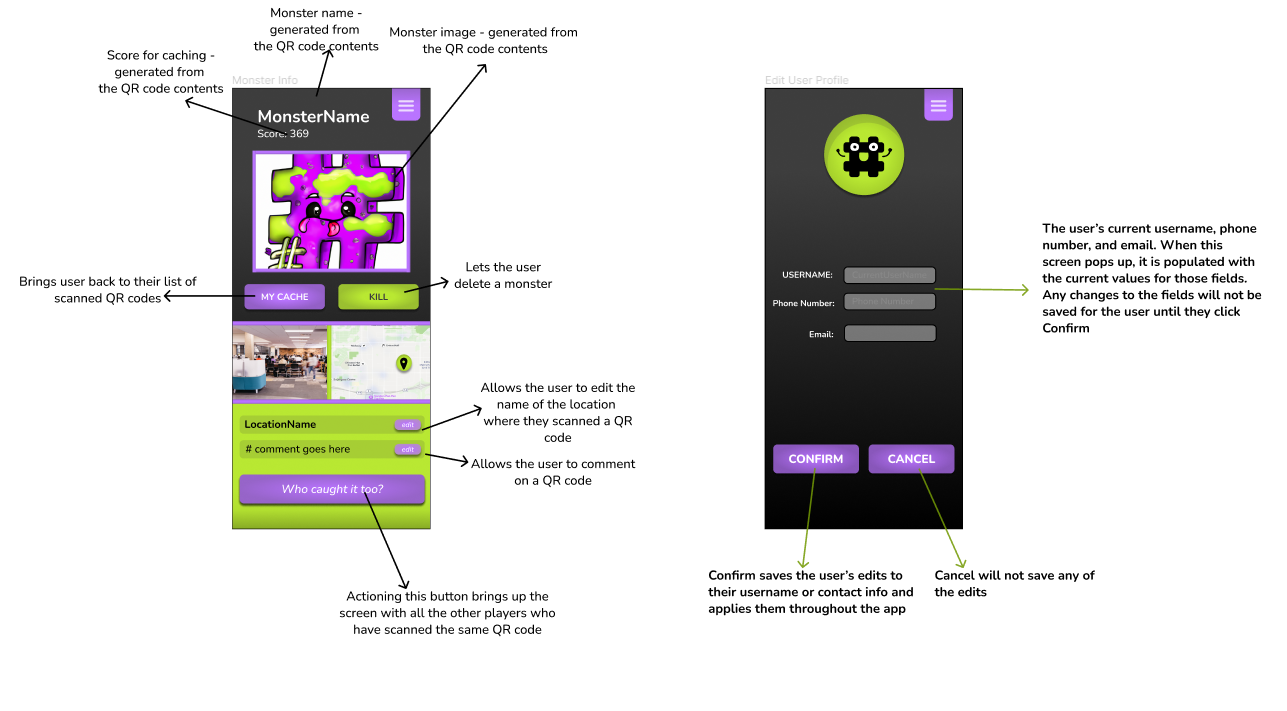 Monster name -
generated from
the QR code contents
Monster image - generated from
the QR code contents
Score for caching -
generated from
the QR code contents
Monster Info
MonsterName
Score: 369
Brings user back to their list of
scanned QR codes
MY CACHE
KILL
Lets the user
delete a monster
LocationName
edit
# comment goes here
edit
Who caught it too?
Allows the user to edit the
name of the location
where they scanned a QR
code
Allows the user to comment
on a QR code
Actioning this button brings up the
screen with all the other players who
have scanned the same QR code
Edit User Profile
USERNAME:
CurrentUserName
Phone Number:
Phone Number
Email:
The user’s current username, phone
number, and email. When this
screen pops up, it is populated with
the current values for those fields.
Any changes to the fields will not be
saved for the user until they click
Confirm
CONFIRM
CANCEL
Confirm saves the user’s edits to
their username or contact info and
applies them throughout the app
Cancel will not save any of
the edits